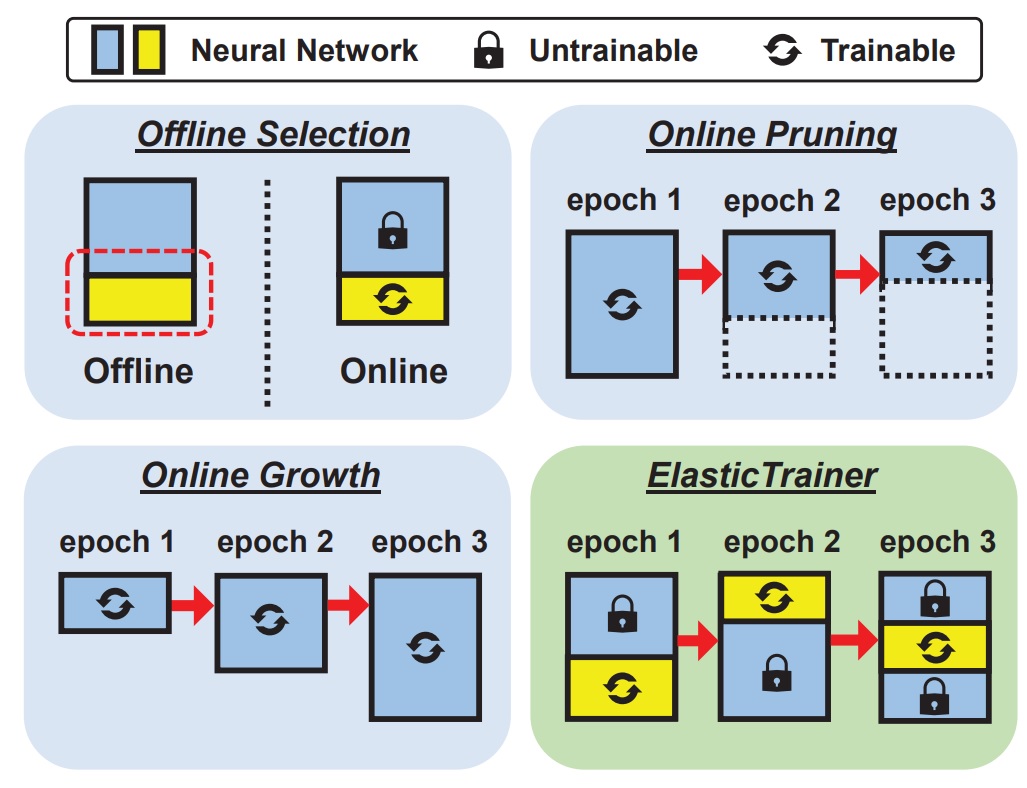 Neural Network Untrainable Trainable
Offline Selection
Offline Online
Online Pruning
epoch 1 epoch 2 epoch 3
Online Growth
epoch 1 epoch 2 epoch 3
ElasticTrainer
epoch 1 epoch 2 epoch 3